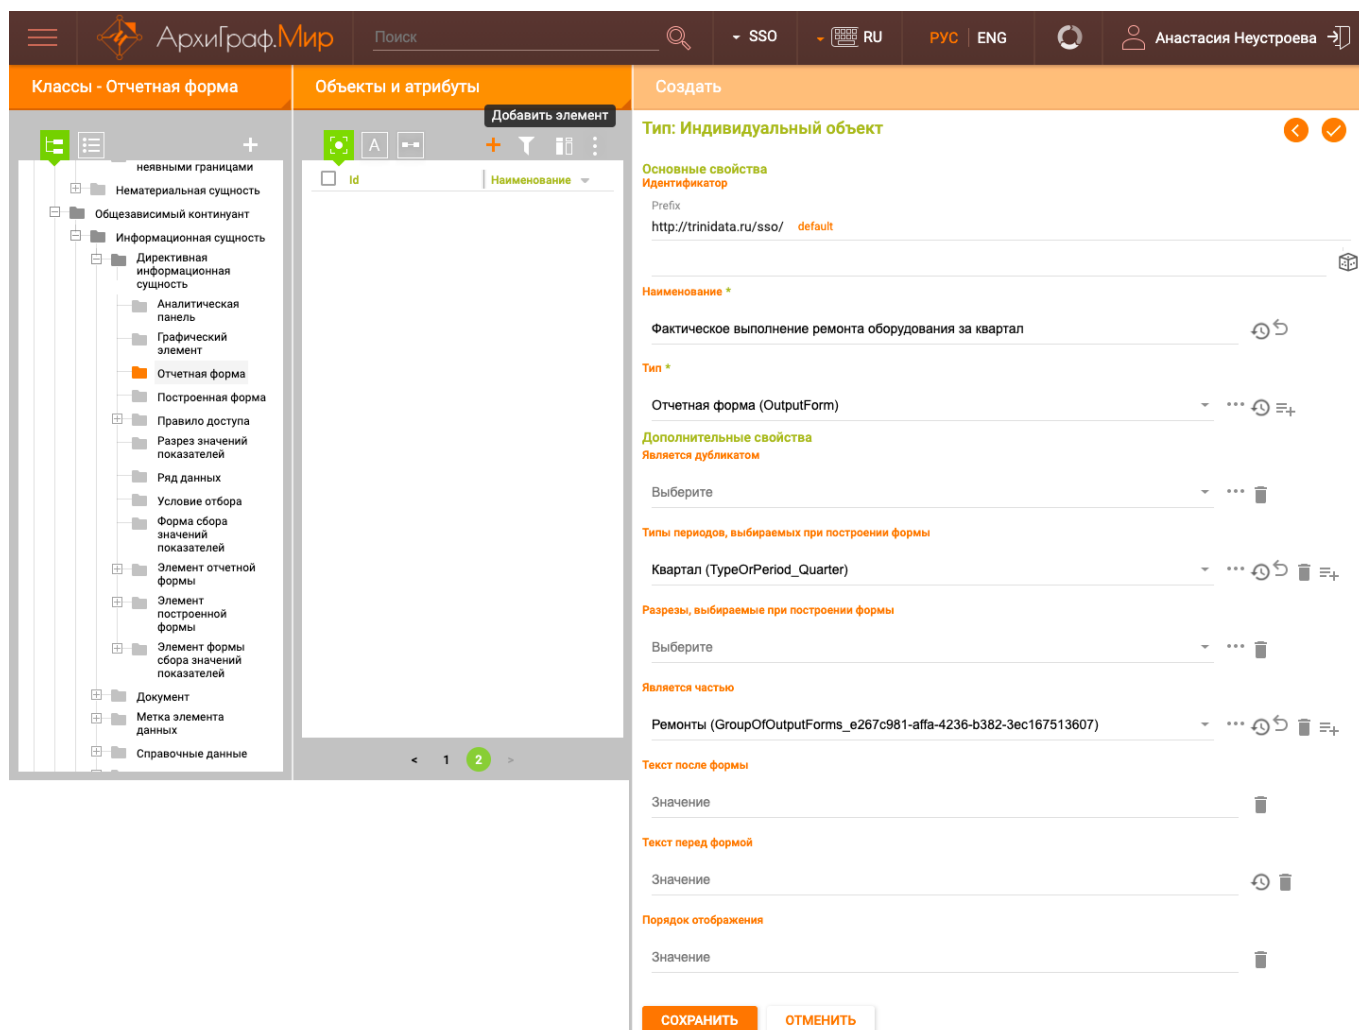 АрхиГраф.Мир
Поиск
SSO
RU
РУС | ENG
Анастасия Неустроева
Классы - Отчетная форма
Объекты и атрибуты
Создать
Добавить элемент
неявными границами
Нематериальная сущность
Общезависимый континуант
Информационная сущность
Директивная
информационная
сущность
Аналитическая
панель
Графический
элемент
Отчетная форма
Построенная форма
Правило доступа
Разрез значений
показателей
Ряд данных
Условие отбора
Форма сбора
значений
показателей
Элемент отчетной
формы
Элемент
построенной
формы
Элемент формы
сбора значений
показателей
Документ
Метка элемента
данных
Справочные данные
A
Id
Наименование
< 1 2 >
Тип: Индивидуальный объект
Основные свойства
Идентификатор
Prefix
http://trinidata.ru/sso/ default
Наименование *
Фактическое выполнение ремонта оборудования за квартал
Тип *
Отчетная форма (OutputForm)
Дополнительные свойства
Является дубликатом
Выберите
Типы периодов, выбираемых при построении формы
Квартал (TypeOrPeriod_Quarter)
Разрезы, выбираемые при построении формы
Выберите
Является частью
Ремонты (GroupOfOutputForms_e267c981-affa-4236-b382-3ec167513607)
Текст после формы
Значение
Текст перед формой
Значение
Порядок отображения
Значение
СОХРАНИТЬ
ОТМЕНИТЬ